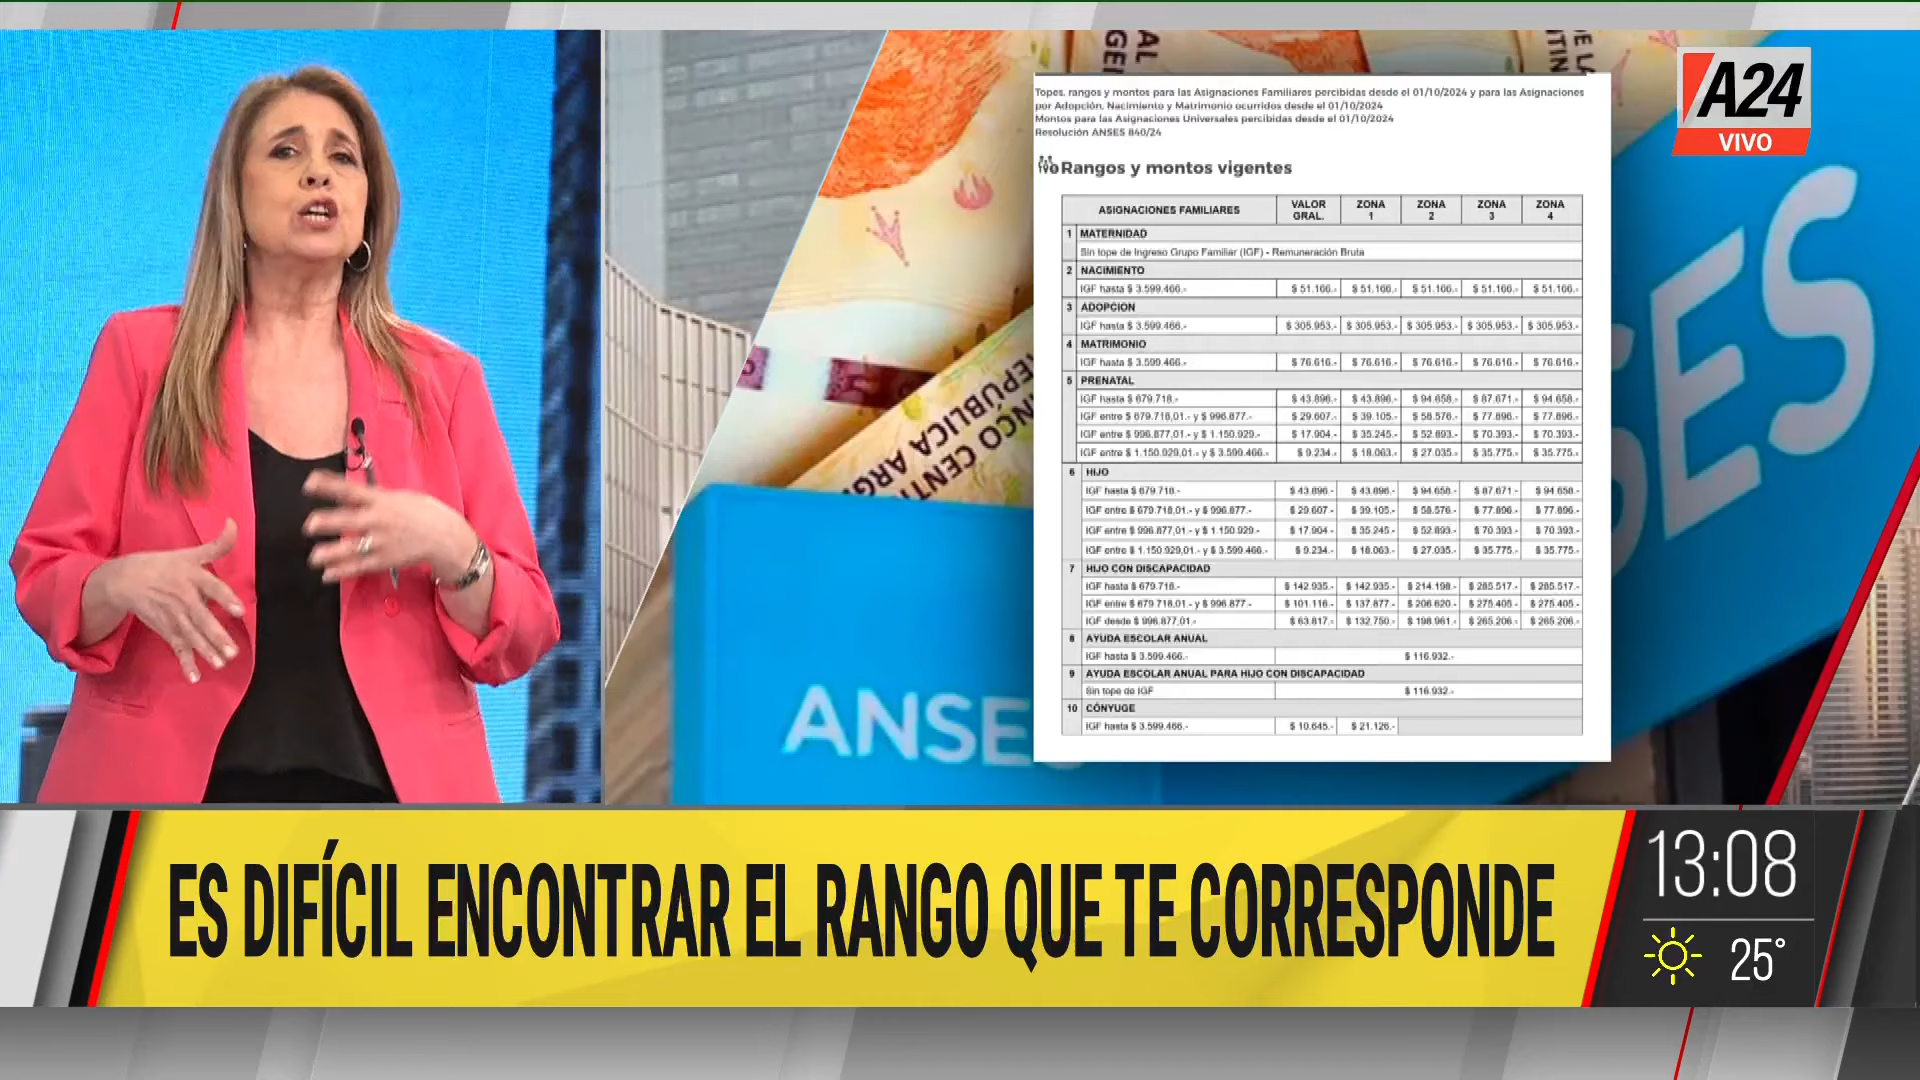 A24
VIVO
Topes, rangos y montos para las Asignaciones Familiares percibidas desde el 01/10/2024 y para las Asignaciones
por Adopción, Nacimiento y Matrimonio ocurridos desde el 01/10/2024
Montos para las Asignaciones Universales percibidas desde el 01/10/2024
Resolución ANSES 840/24
Rangos y montos vigentes
ASIGNACIONES FAMILIARES VALOR GRAL. ZONA 1 ZONA 2 ZONA 3 ZONA 4
1 MATERNIDAD
Sin tope de Ingreso Grupo Familiar (IGF) - Remuneración Bruta
2 NACIMIENTO
IGF hasta $ 3.599.466.- $ 51.166.- $ 51.166.- $ 51.166.- $ 51.166.- $ 51.166.-
3 ADOPCION
IGF hasta $ 3.599.466.- $ 305.953.- $ 305.953.- $ 305.953.- $ 305.953.- $ 305.953.-
4 MATRIMONIO
IGF hasta $ 3.599.466.- $ 76.616.- $ 76.616.- $ 76.616.- $ 76.616.- $ 76.616.-
5 PRENATAL
IGF hasta $ 679.718.- $ 43.896.- $ 43.896.- $ 94.658.- $ 87.671.- $ 94.658.-
IGF entre $ 679.718,01.- y $ 996.877.- $ 29.607.- $ 39.105.- $ 58.576.- $ 77.896.- $ 77.896.-
IGF entre $ 996.877,01.- y $ 1.150.929.- $ 17.904.- $ 35.245.- $ 52.893.- $ 70.393.- $ 70.393.-
IGF entre $ 1.150.929,01.- y $ 3.599.466.- $ 9.234.- $ 18.063.- $ 27.035.- $ 35.775.- $ 35.775.-
6 HIJO
IGF hasta $ 679.718.- $ 43.896.- $ 43.896.- $ 94.658.- $ 87.671.- $ 94.658.-
IGF entre $ 679.718,01.- y $ 996.877.- $ 29.607.- $ 39.105.- $ 58.576.- $ 77.896.- $ 77.896.-
IGF entre $ 996.877,01.- y $ 1.150.929.- $ 17.904.- $ 35.245.- $ 52.893.- $ 70.393.- $ 70.393.-
IGF entre $ 1.150.929,01.- y $ 3.599.466.- $ 9.234.- $ 18.063.- $ 27.035.- $ 35.775.- $ 35.775.-
7 HIJO CON DISCAPACIDAD
IGF hasta $ 679.718.- $ 142.935.- $ 142.935.- $ 214.198.- $ 285.517.- $ 285.517.-
IGF entre $ 679.718,01.- y $ 996.877.- $ 101.116.- $ 137.877.- $ 206.620.- $ 275.405.- $ 275.405.-
IGF desde $ 996.877,01.- $ 63.817.- $ 132.750.- $ 198.961.- $ 265.206.- $ 265.206.-
8 AYUDA ESCOLAR ANUAL
IGF hasta $ 3.599.466.- $ 116.932.-
9 AYUDA ESCOLAR ANUAL PARA HIJO CON DISCAPACIDAD
Sin tope de IGF $ 116.932.-
10 CÓNYUGE
IGF hasta $ 3.599.466.- $ 10.645.- $ 21.126.-
ANSES
SES
ES DIFÍCIL ENCONTRAR EL RANGO QUE TE CORRESPONDE
13:08
25°